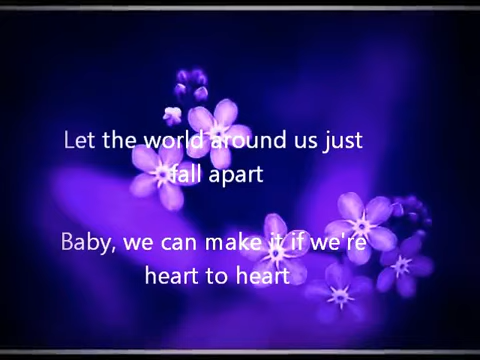 Let the world around us just
fall apart
Baby, we can make it if we're
heart to heart